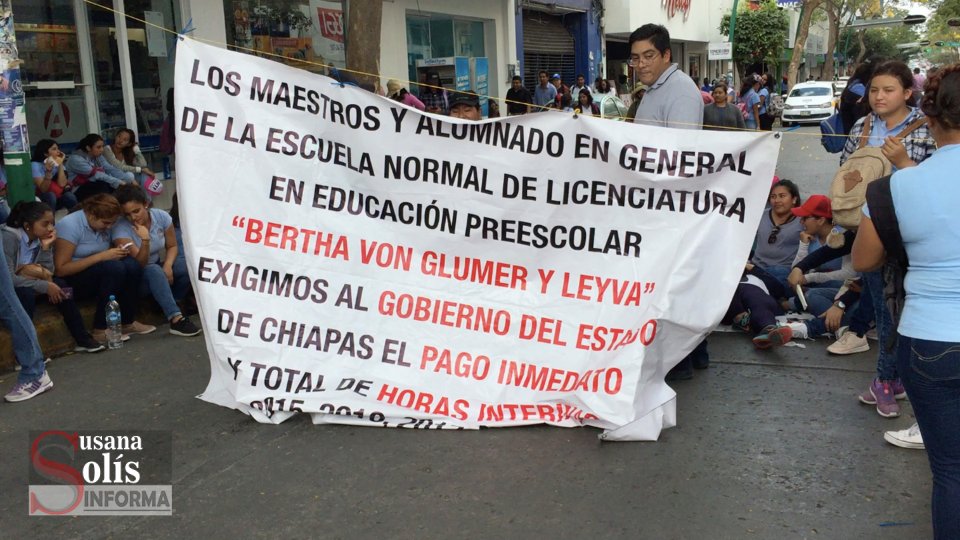 LOS MAESTROS Y ALUMNADO EN GENERAL
DE LA ESCUELA NORMAL DE LICENCIATURA
EN EDUCACIÓN PREESCOLAR
“BERTHA VON GLUMER Y LEYVA”
EXIGIMOS AL GOBIERNO DEL ESTADO
DE CHIAPAS EL PAGO INMEDIATO
Y TOTAL DE HORAS
Susana
Solís
INFORMA